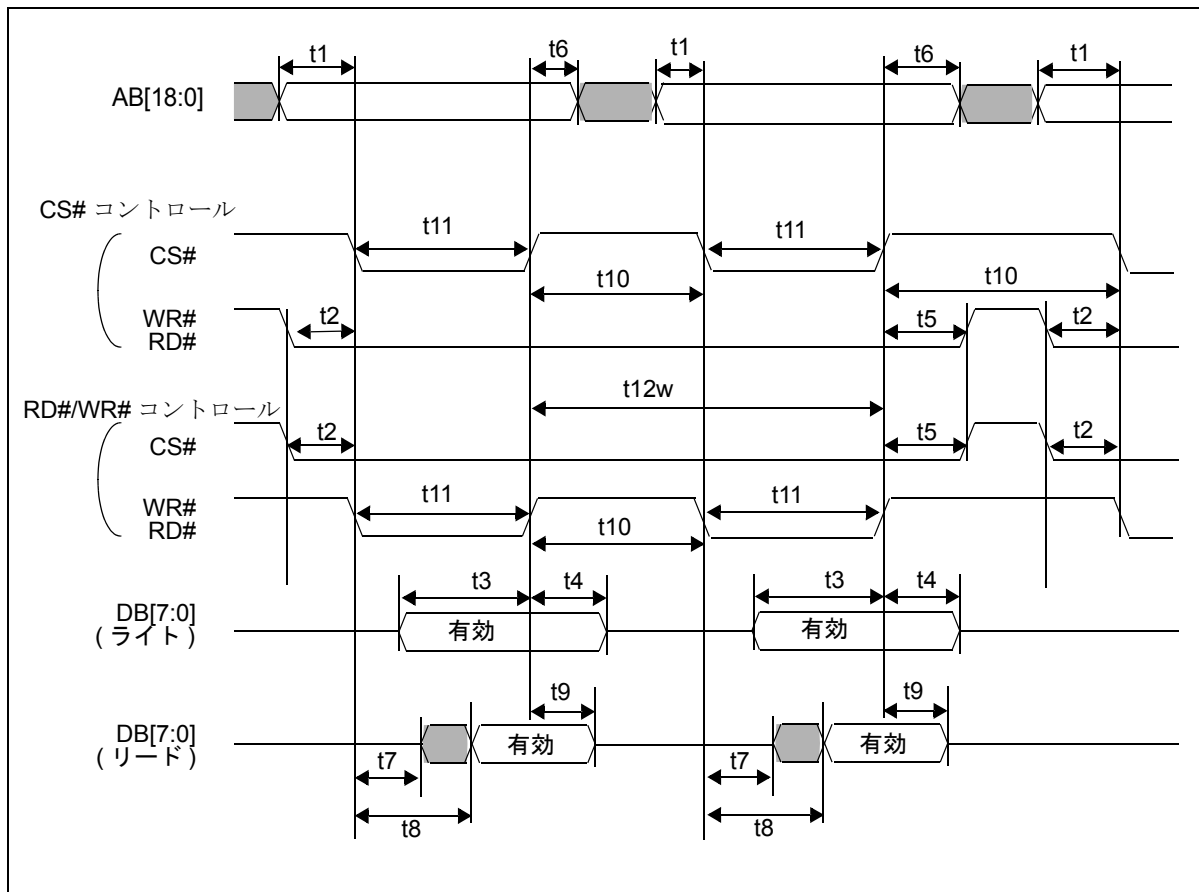 t1 t6 t1 t6 t1
AB[18:0]
CS# コントロール
t11 t11
CS#
t10 t10
WR#
RD#
t2 t5 t2
t12w
RD#/WR# コントロール
t2 t5 t2
CS#
WR#
RD#
t11 t11
t10
t3 t4 t3 t4
DB[7:0]
( ライト )
有効 有効
t9 t9
DB[7:0]
( リード )
有効 有効
t7 t7
t8 t8